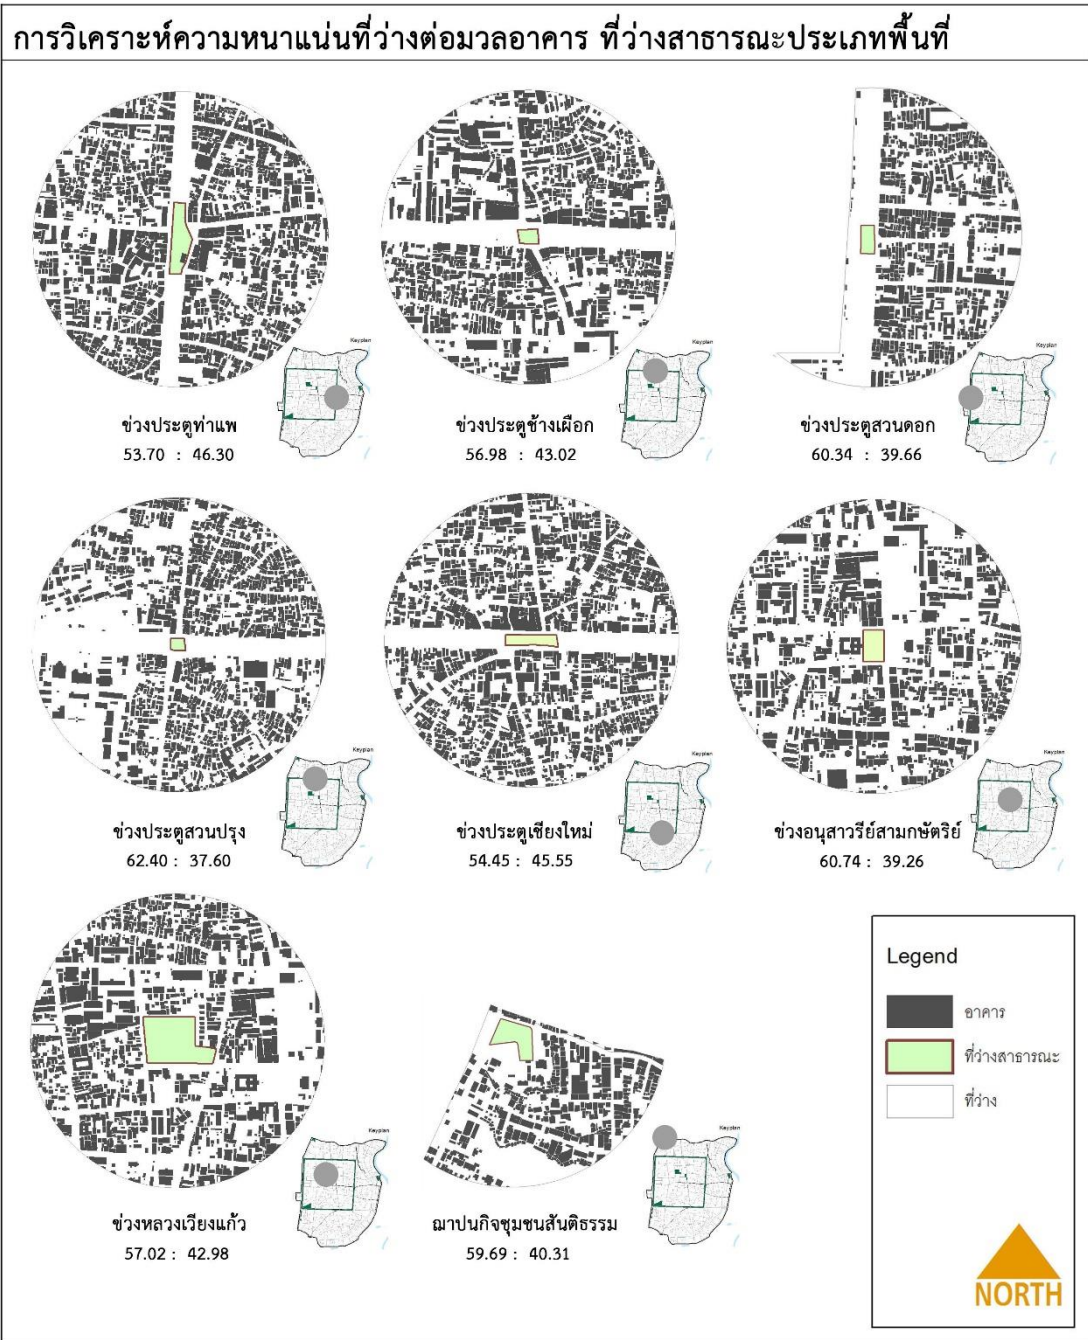 การวิเคราะห์ความหนาแน่นที่ว่างต่อมวลอาคาร ที่ว่างสาธารณะประเภทพื้นที่
Keyplan
Keyplan
Keyplan
ข่วงประตูท่าแพ
53.70 : 46.30
ข่วงประตูช้างเผือก
56.98 : 43.02
ข่วงประตูสวนดอก
60.34 : 39.66
Keyplan
Keyplan
Keyplan
ข่วงประตูสวนปรุง
62.40 : 37.60
ข่วงประตูเชียงใหม่
54.45 : 45.55
ข่วงอนุสาวรีย์สามกษัตริย์
60.74 : 39.26
Keyplan
Keyplan
ข่วงหลวงเวียงแก้ว
57.02 : 42.98
ฌาปนกิจชุมชนสันติธรรม
59.69 : 40.31
Legend
อาคาร
ที่ว่างสาธารณะ
ที่ว่าง
NORTH